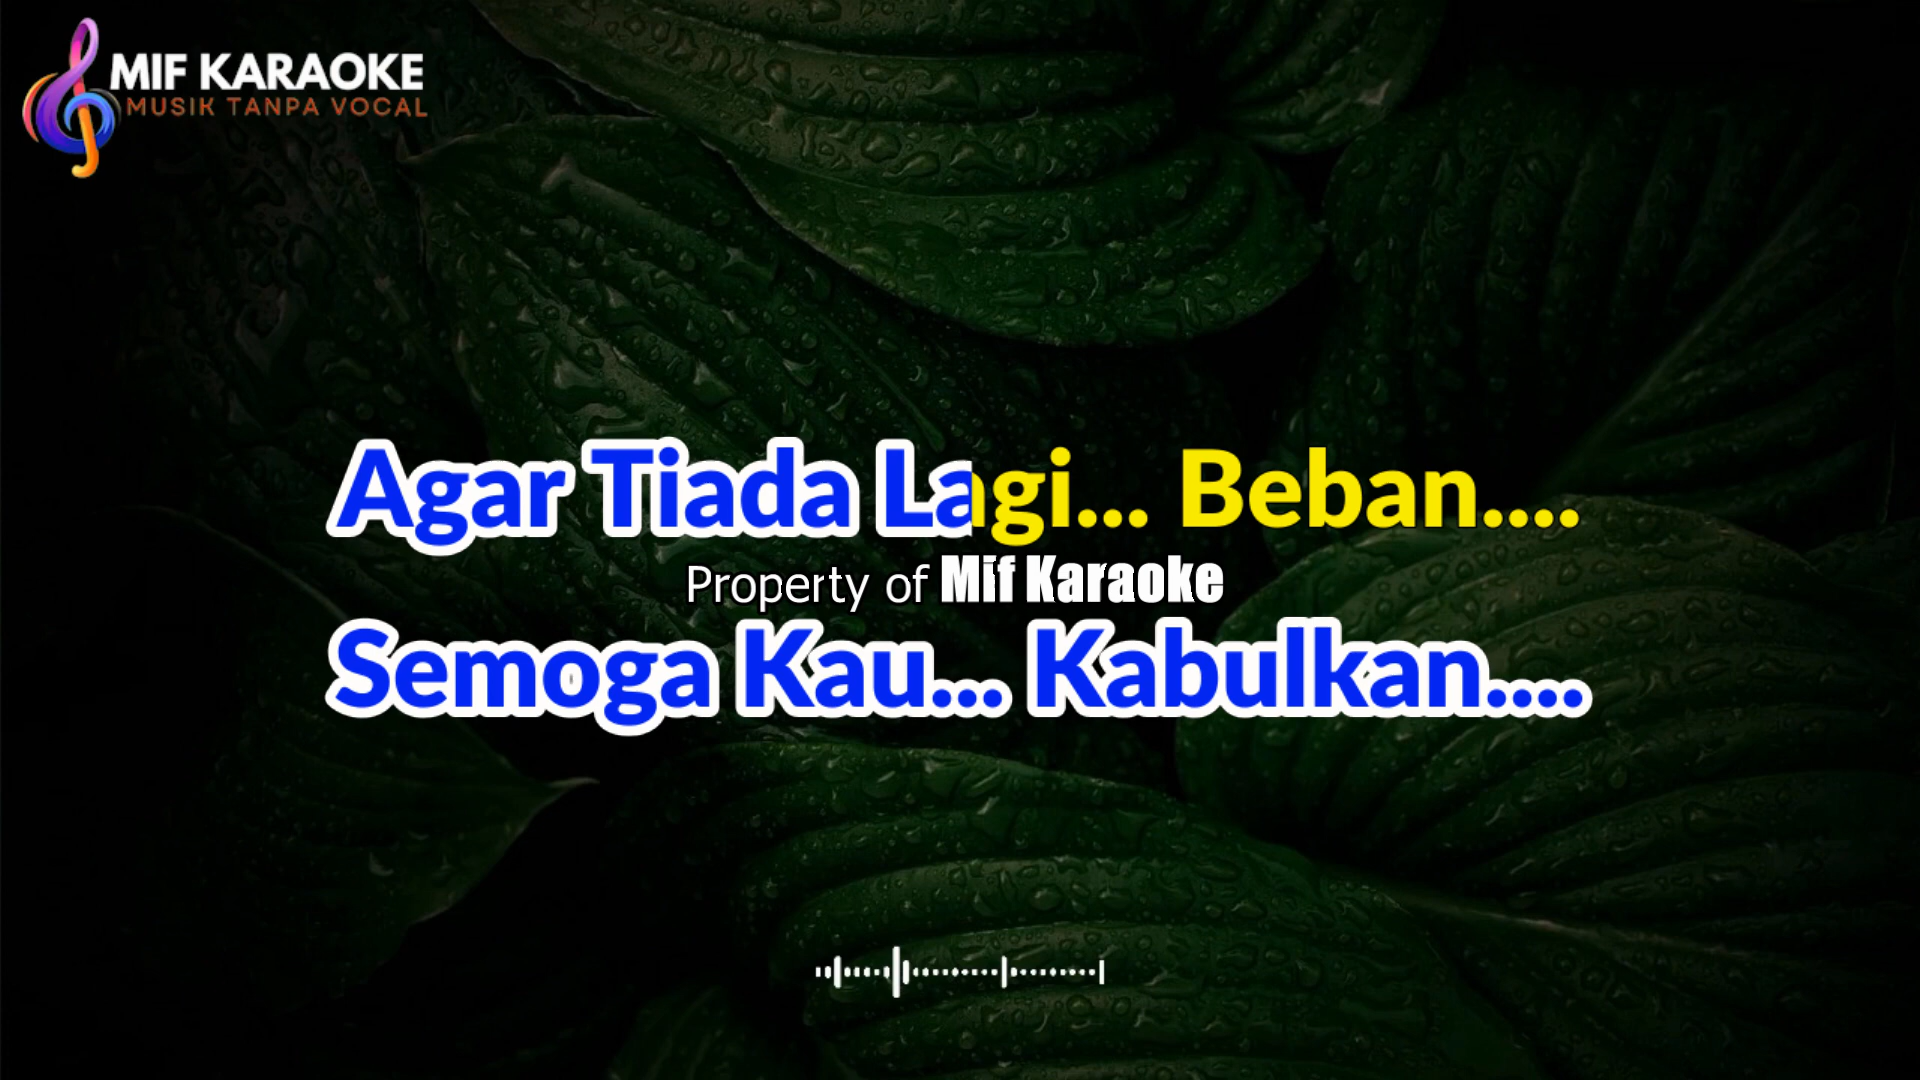 MIF KARAOKE
MUSIK TANPA VOCAL
Agar Tiada Lagi... Beban....
Property of Mif Karaoke
Semoga Kau... Kabulkan....